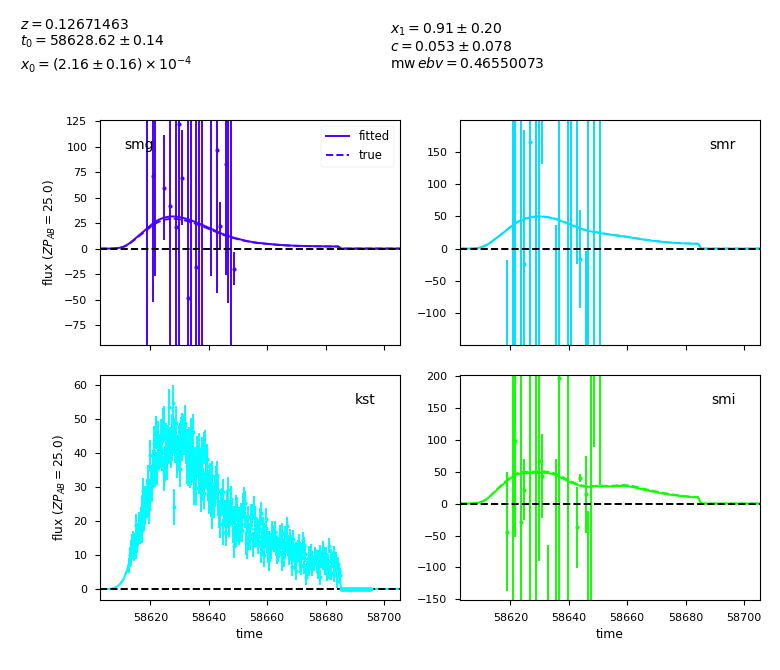 z = 0.12671463
t₀ = 58628.62 ± 0.14
x₀ = (2.16 ± 0.16) × 10⁻⁴
x₁ = 0.91 ± 0.20
c = 0.053 ± 0.078
mw ebv = 0.46550073
125
100
75
50
25
0
−25
−50
−75
flux (ZP_AB = 25.0)
smg
fitted
true
150
100
50
0
−50
−100
smr
60
50
40
30
20
10
0
flux (ZP_AB = 25.0)
kst
58620
58640
58660
58680
58700
time
200
150
100
50
0
−50
−100
−150
smi
58620
58640
58660
58680
58700
time